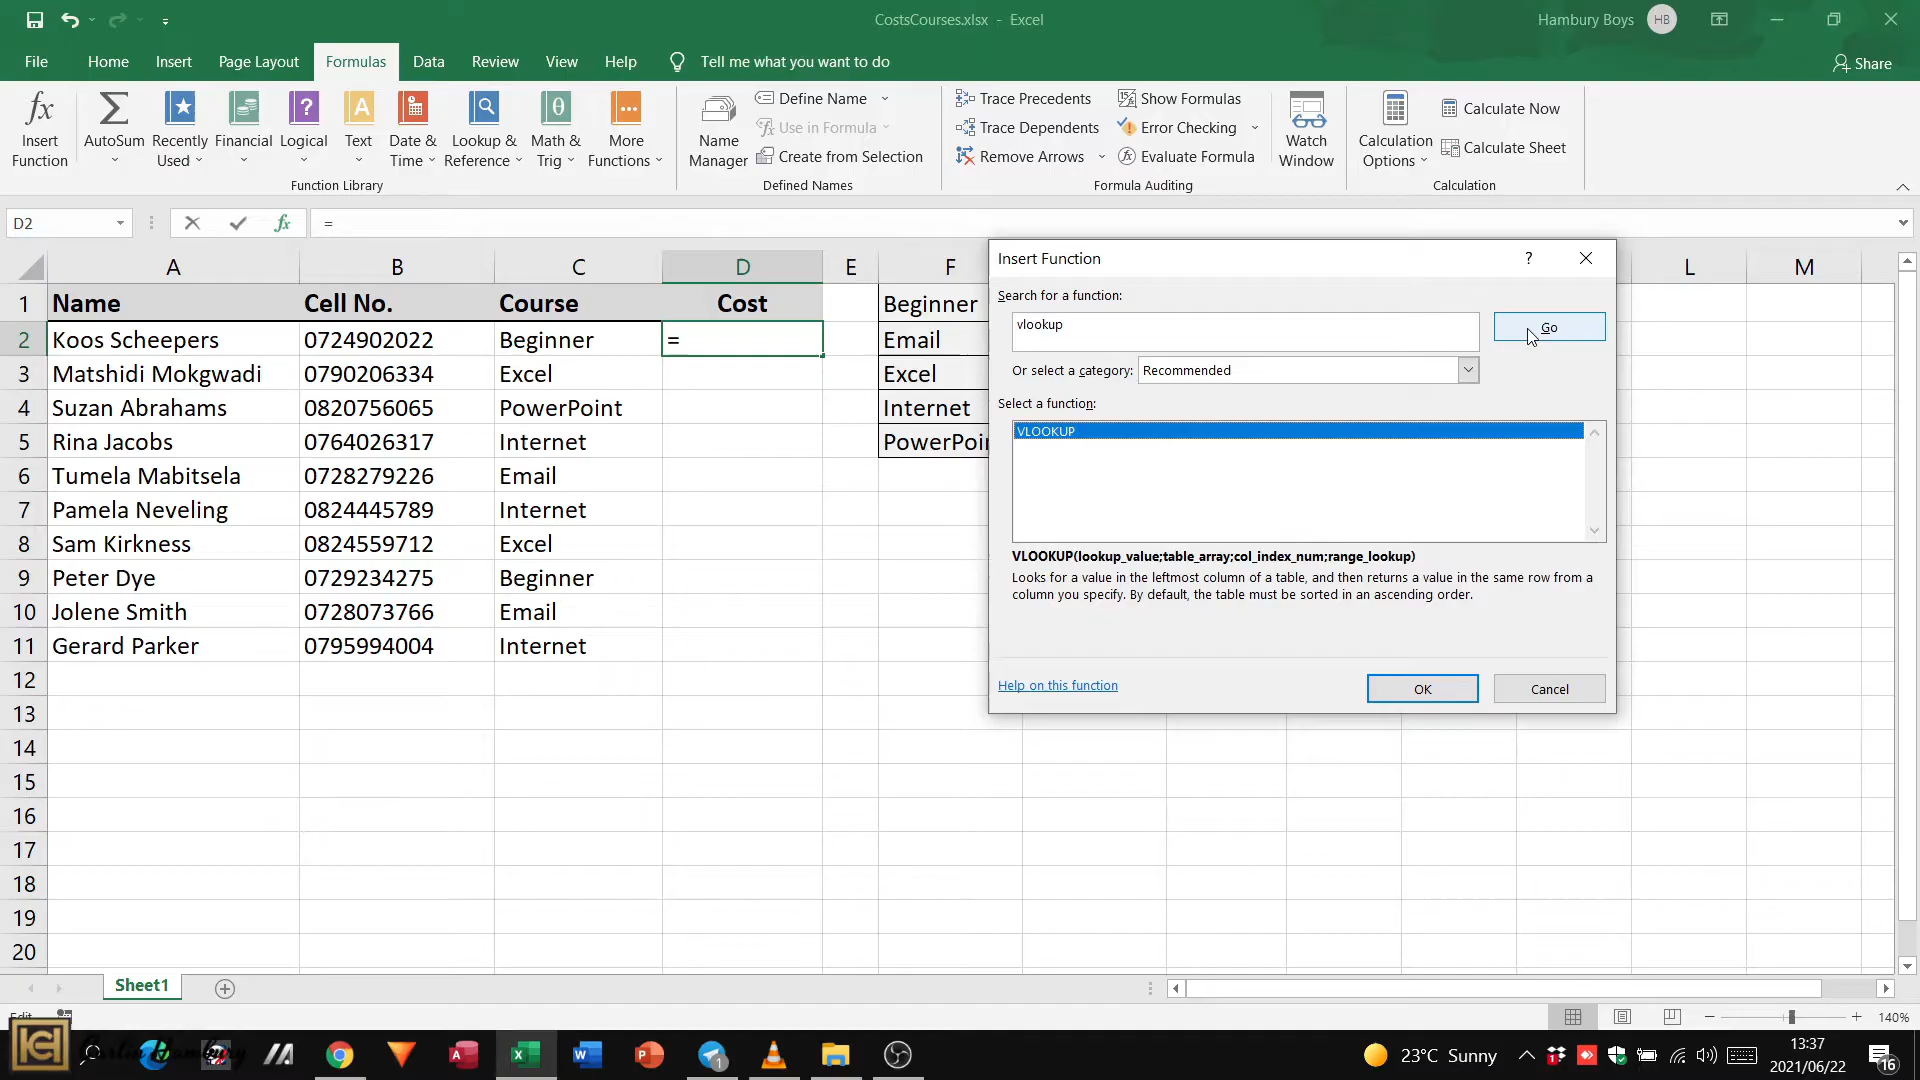 CostsCourses.xlsx - Excel
Hambury Boys HB
File Home Insert Page Layout Formulas Data Review View Help Tell me what you want to do Share
Insert Function
AutoSum
Recently Used
Financial
Logical
Text
Date & Time
Lookup & Reference
Math & Trig
More Functions
Function Library
Name Manager
Define Name
Use in Formula
Create from Selection
Defined Names
Trace Precedents
Trace Dependents
Remove Arrows
Show Formulas
Error Checking
Evaluate Formula
Formula Auditing
Watch Window
Calculation Options
Calculate Now
Calculate Sheet
Calculation
D2 fx =
A B C D E F L M
1 Name Cell No. Course Cost Beginner
2 Koos Scheepers 0724902022 Beginner = Email
3 Matshidi Mokgwadi 0790206334 Excel Excel
4 Suzan Abrahams 0820756065 PowerPoint Internet
5 Rina Jacobs 0764026317 Internet PowerPoin
6 Tumela Mabitsela 0728279226 Email
7 Pamela Neveling 0824445789 Internet
8 Sam Kirkness 0824559712 Excel
9 Peter Dye 0729234275 Beginner
10 Jolene Smith 0728073766 Email
11 Gerard Parker 0795994004 Internet
12
13
14
15
16
17
18
19
20
Insert Function ?
Search for a function:
vlookup
Go
Or select a category: Recommended
Select a function:
VLOOKUP
VLOOKUP(lookup_value;table_array;col_index_num;range_lookup)
Looks for a value in the leftmost column of a table, and then returns a value in the same row from a
column you specify. By default, the table must be sorted in an ascending order.
Help on this function
OK Cancel
Sheet1
Edit
140%
23°C Sunny
13:37
2021/06/22
16